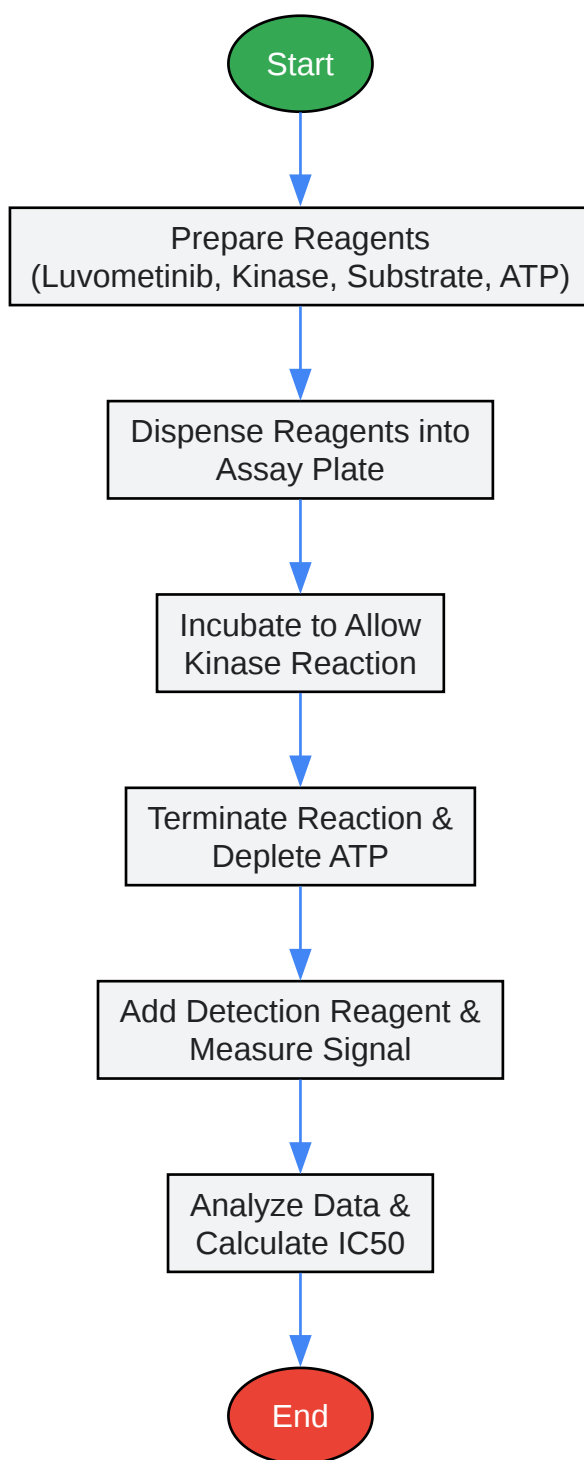 Start
Prepare Reagents
(Luvometinib, Kinase, Substrate, ATP)
Dispense Reagents into
Assay Plate
Incubate to Allow
Kinase Reaction
Terminate Reaction &
Deplete ATP
Add Detection Reagent &
Measure Signal
Analyze Data &
Calculate IC50
End